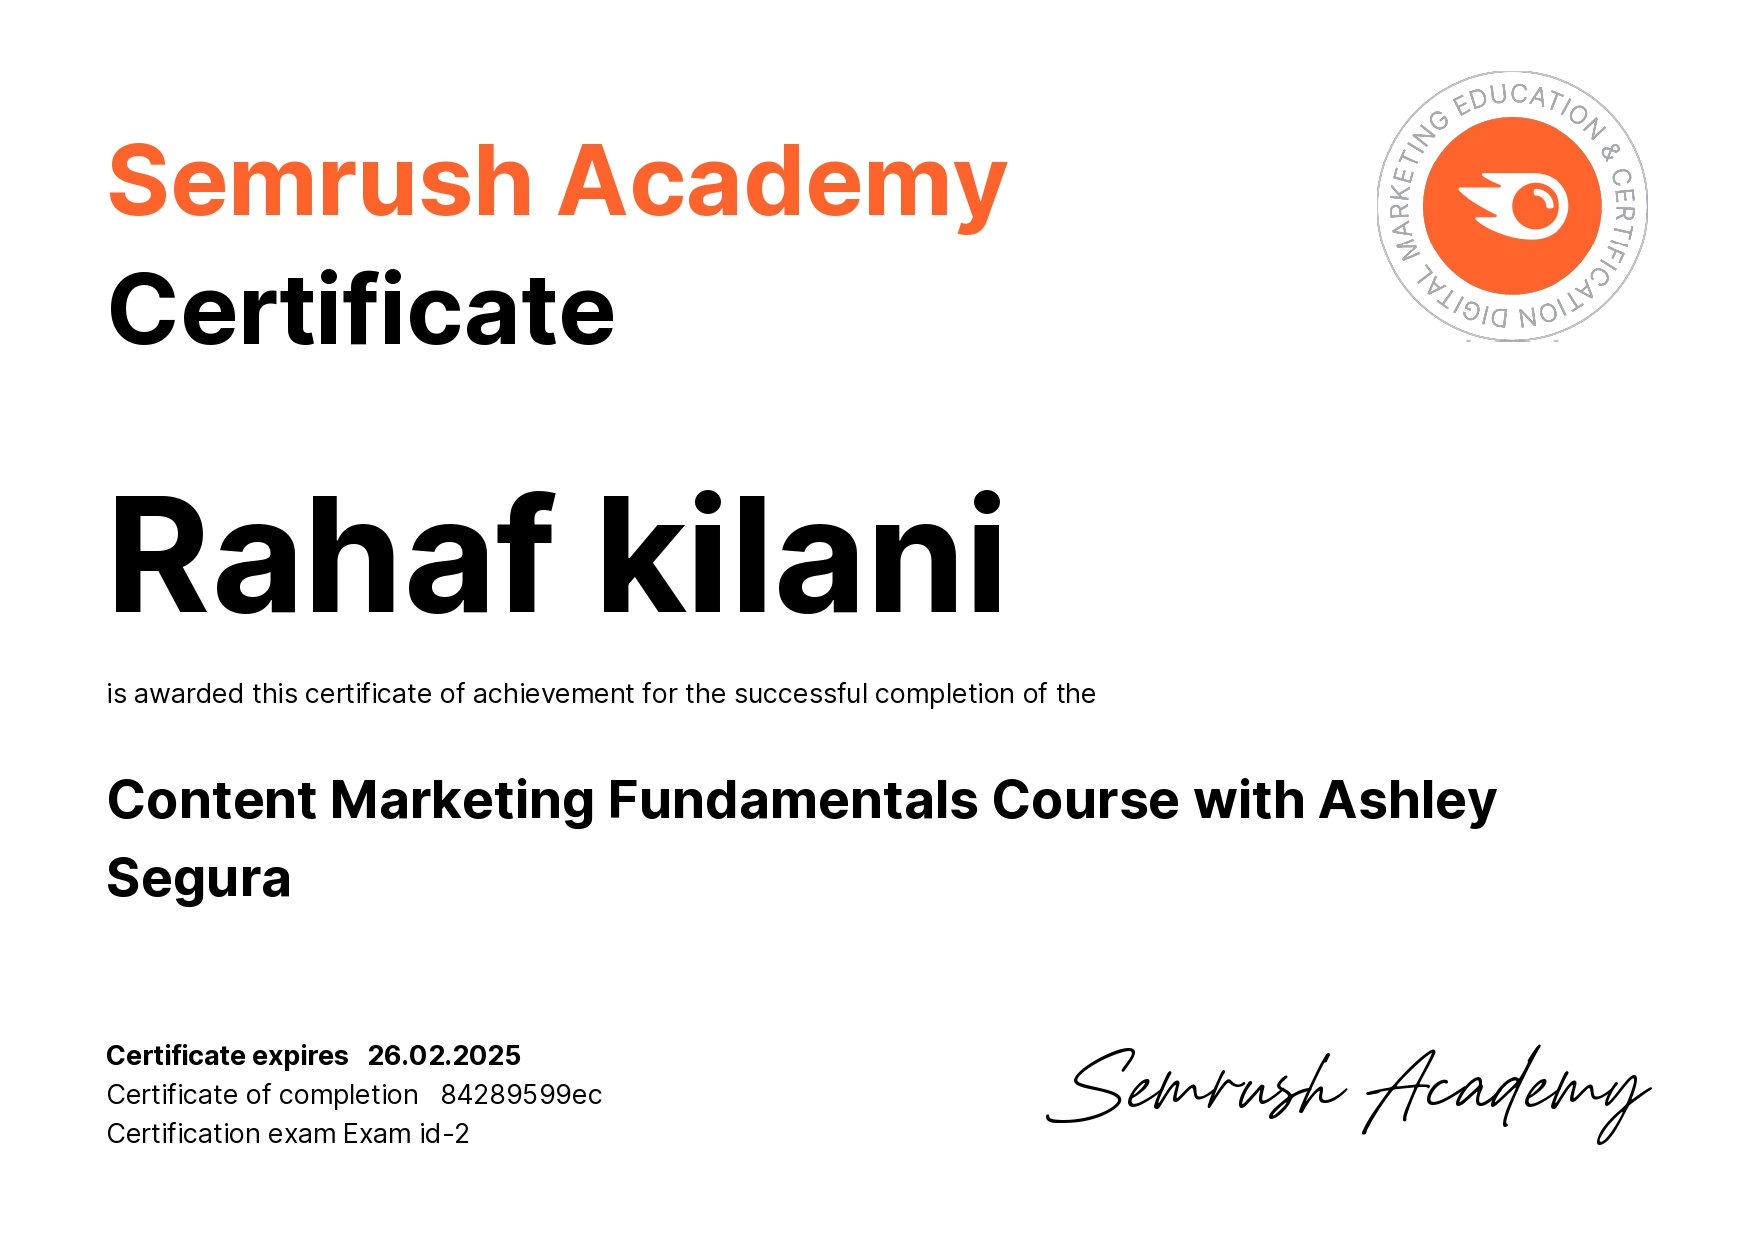 Semrush Academy
Certificate
DIGITAL MARKETING EDUCATION & CERTIFICATION
Rahaf kilani
is awarded this certificate of achievement for the successful completion of the
Content Marketing Fundamentals Course with Ashley
Segura
Certificate expires 26.02.2025
Certificate of completion 84289599ec
Certification exam Exam id-2
Semrush Academy